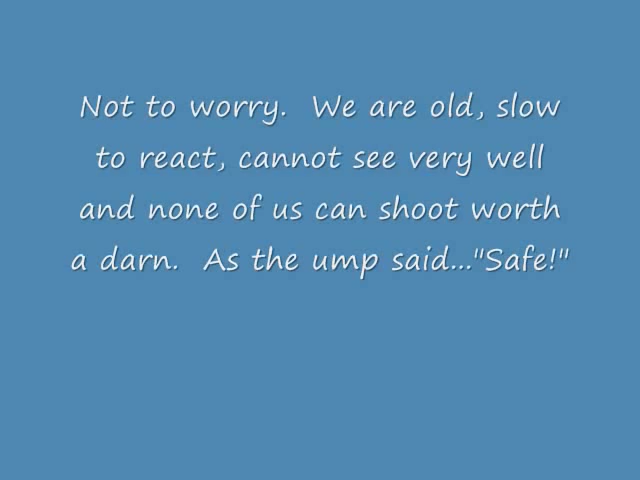 Not to worry.  We are old, slow
to react, cannot see very well
and none of us can shoot worth
a darn.  As the ump said..."Safe!"